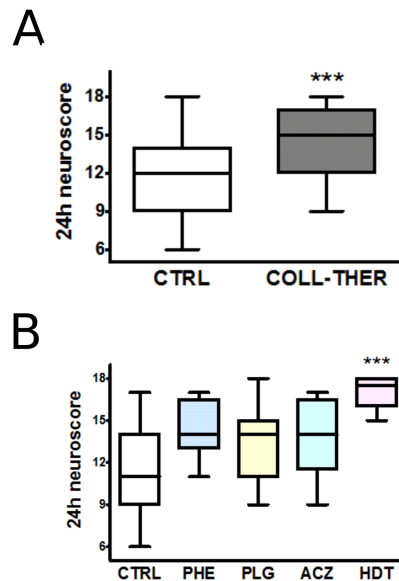 A
***
18
15
12
9
6
24h neuroscore
CTRL COLL-THER
B
***
18
15
12
9
6
24h neuroscore
CTRL PHE PLG ACZ HDT